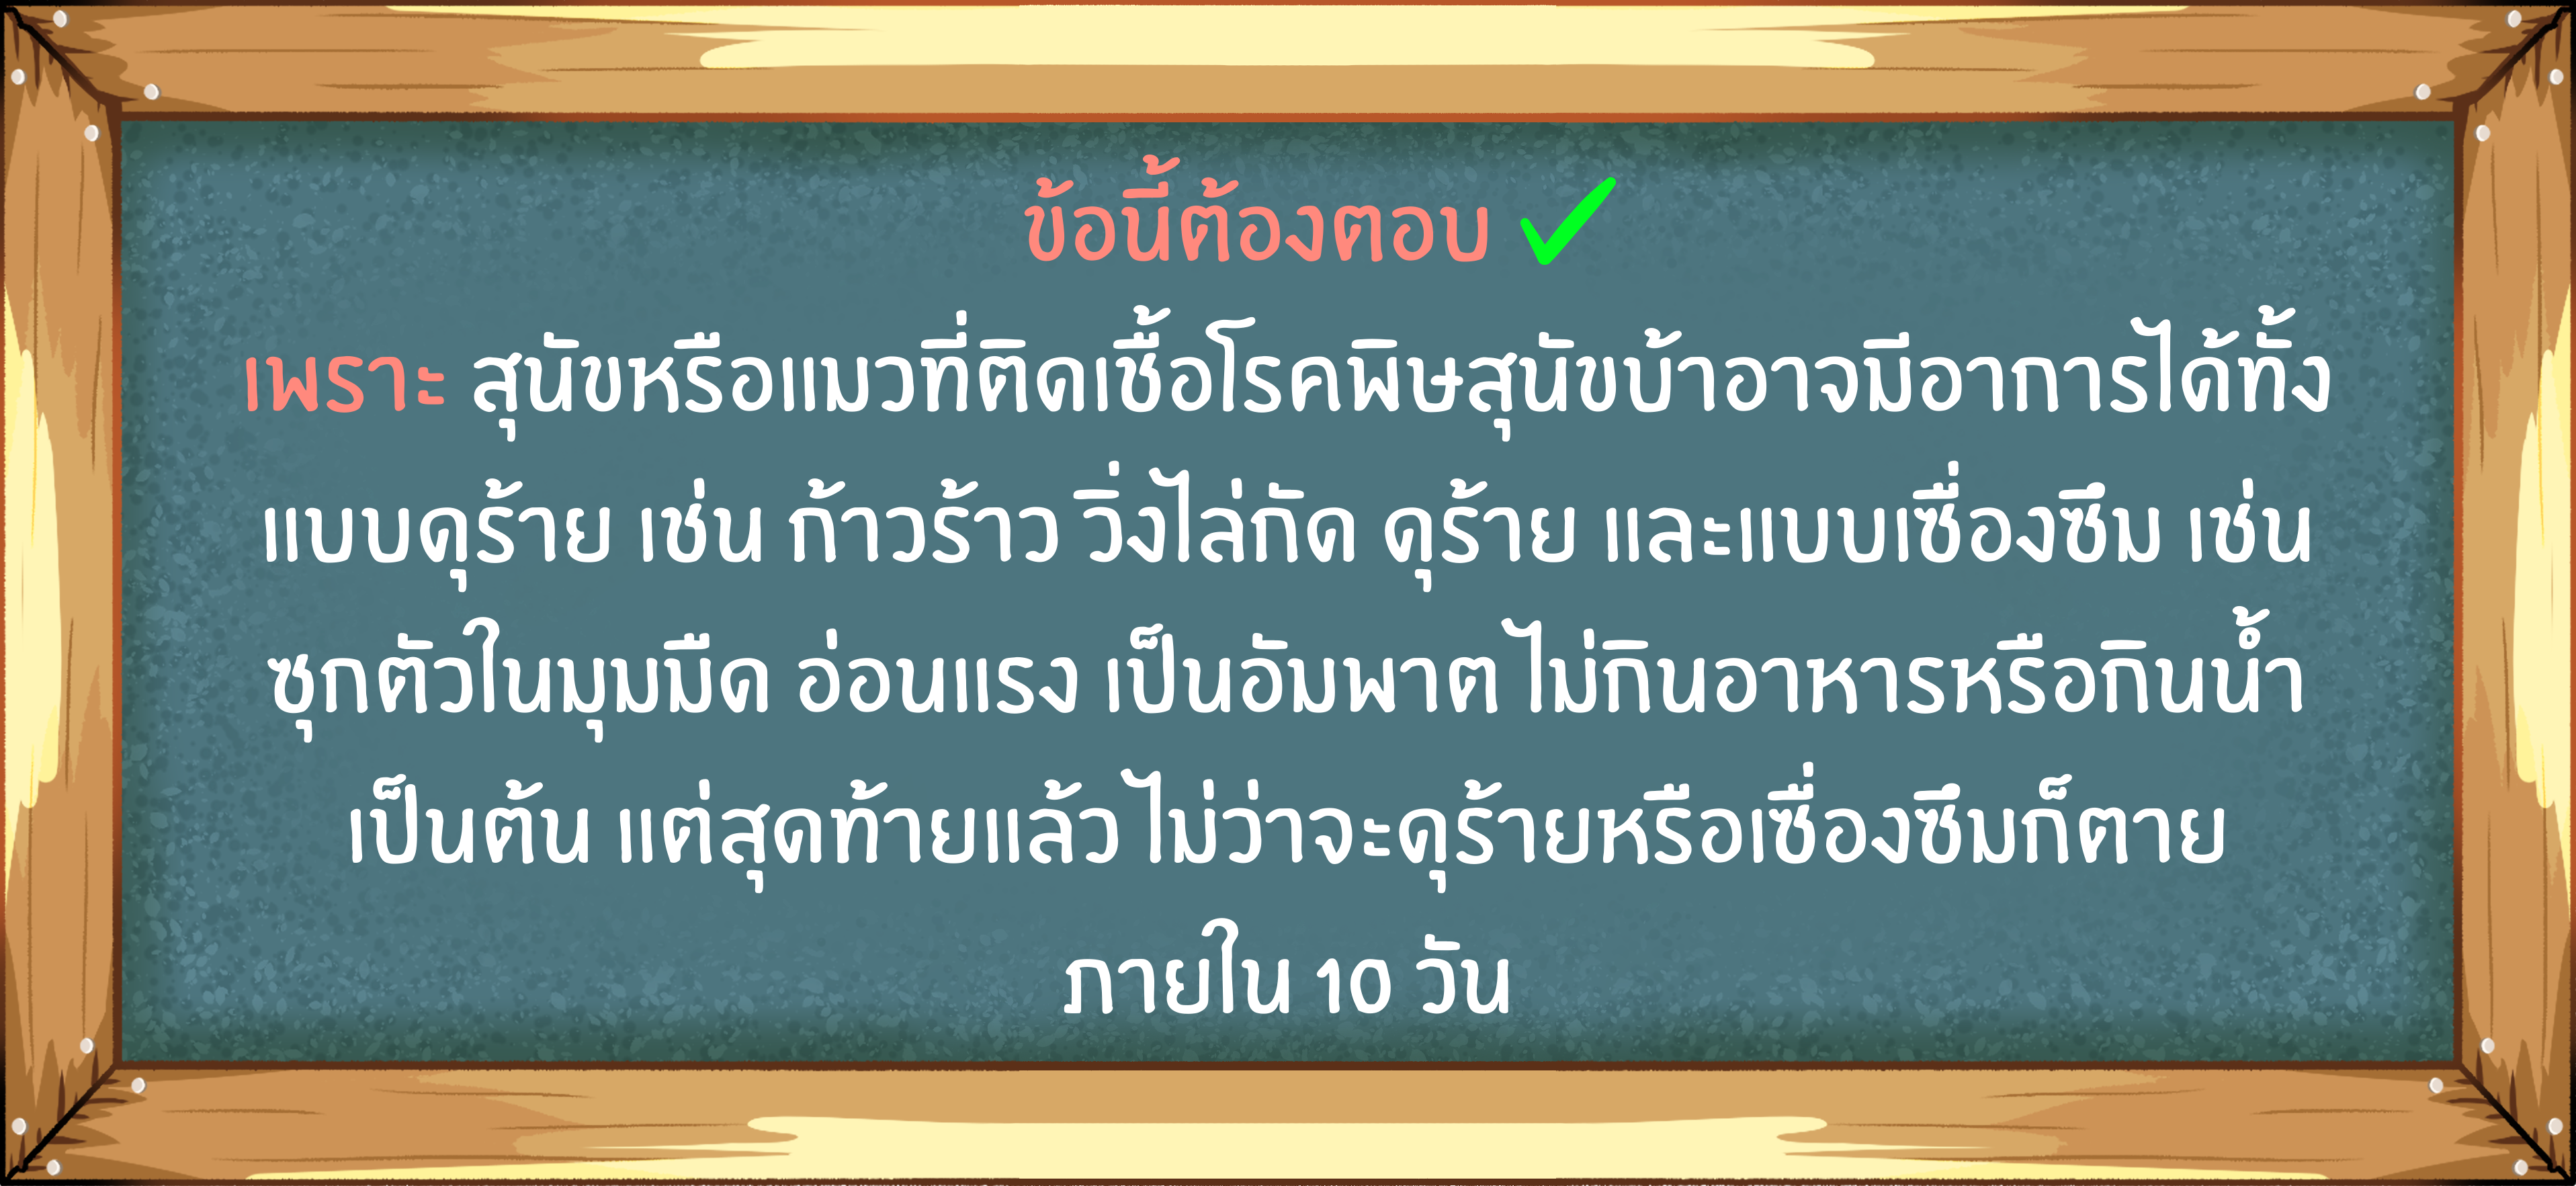 ข้อนี้ต้องตอบ ✓
เพราะ สุนัขหรือแมวที่ติดเชื้อโรคพิษสุนัขบ้าอาจมีอาการได้ทั้ง
แบบดุร้าย เช่น ก้าวร้าว วิ่งไล่กัด ดุร้าย และแบบเซื่องซึม เช่น
ซุกตัวในมุมมืด อ่อนแรง เป็นอัมพาต ไม่กินอาหารหรือกินน้ำ
เป็นต้น แต่สุดท้ายแล้ว ไม่ว่าจะดุร้ายหรือเซื่องซึมก็ตาย
ภายใน 10 วัน